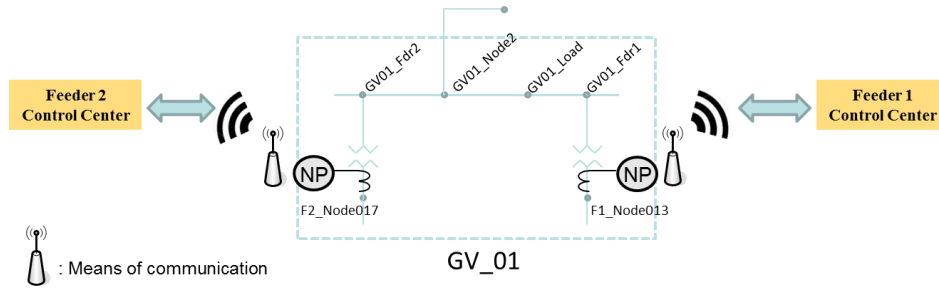 GV01_Fdr2
GV01_Node2
GV01_Load
GV01_Fdr1
Feeder 2
Control Center
Feeder 1
Control Center
NP
NP
F2_Node017
F1_Node013
GV_01
: Means of communication